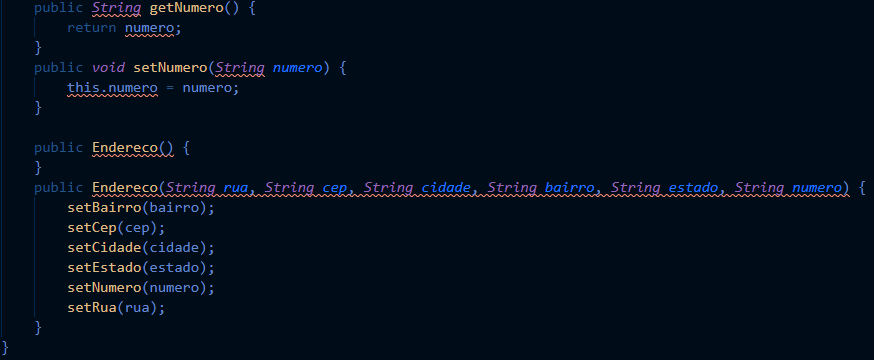 public String getNumero() {
return numero;
}
public void setNumero(String numero) {
this.numero = numero;
}
public Endereco() {
}
public Endereco(String rua, String cep, String cidade, String bairro, String estado, String numero) {
setBairro(bairro);
setCep(cep);
setCidade(cidade);
setEstado(estado);
setNumero(numero);
setRua(rua);
}
}